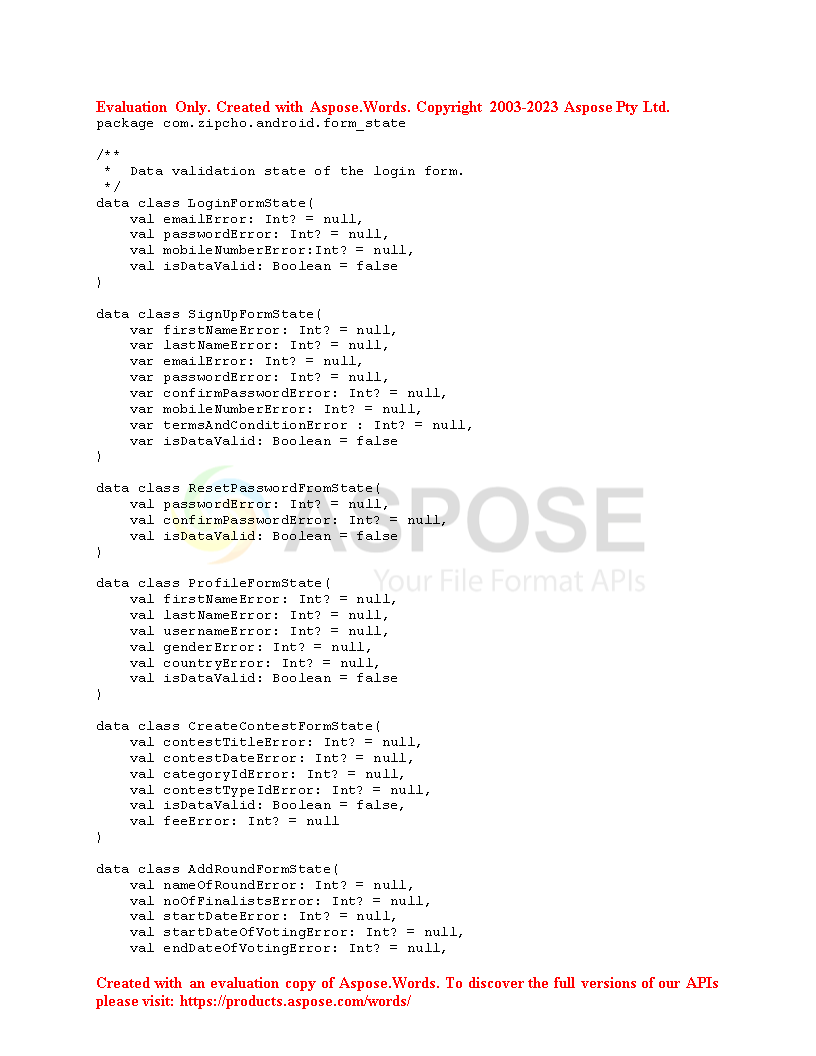 Evaluation Only. Created with Aspose.Words. Copyright 2003-2023 Aspose Pty Ltd.
package com.zipcho.android.form_state

/**
 *  Data validation state of the login form.
 */
data class LoginFormState(
    val emailError: Int? = null,
    val passwordError: Int? = null,
    val mobileNumberError:Int? = null,
    val isDataValid: Boolean = false
)

data class SignUpFormState(
    var firstNameError: Int? = null,
    var lastNameError: Int? = null,
    var emailError: Int? = null,
    var passwordError: Int? = null,
    var confirmPasswordError: Int? = null,
    var mobileNumberError: Int? = null,
    var termsAndConditionError : Int? = null,
    var isDataValid: Boolean = false
)

data class ResetPasswordFromState(
    val passwordError: Int? = null,
    val confirmPasswordError: Int? = null,
    val isDataValid: Boolean = false
)
ASPOSE
Your File Format APIs

data class ProfileFormState(
    val firstNameError: Int? = null,
    val lastNameError: Int? = null,
    val usernameError: Int? = null,
    val genderError: Int? = null,
    val countryError: Int? = null,
    val isDataValid: Boolean = false
)

data class CreateContestFormState(
    val contestTitleError: Int? = null,
    val contestDateError: Int? = null,
    val categoryIdError: Int? = null,
    val contestTypeIdError: Int? = null,
    val isDataValid: Boolean = false,
    val feeError: Int? = null
)

data class AddRoundFormState(
    val nameOfRoundError: Int? = null,
    val noOfFinalistsError: Int? = null,
    val startDateError: Int? = null,
    val startDateOfVotingError: Int? = null,
    val endDateOfVotingError: Int? = null,

Created with an evaluation copy of Aspose.Words. To discover the full versions of our APIs
please visit: https://products.aspose.com/words/